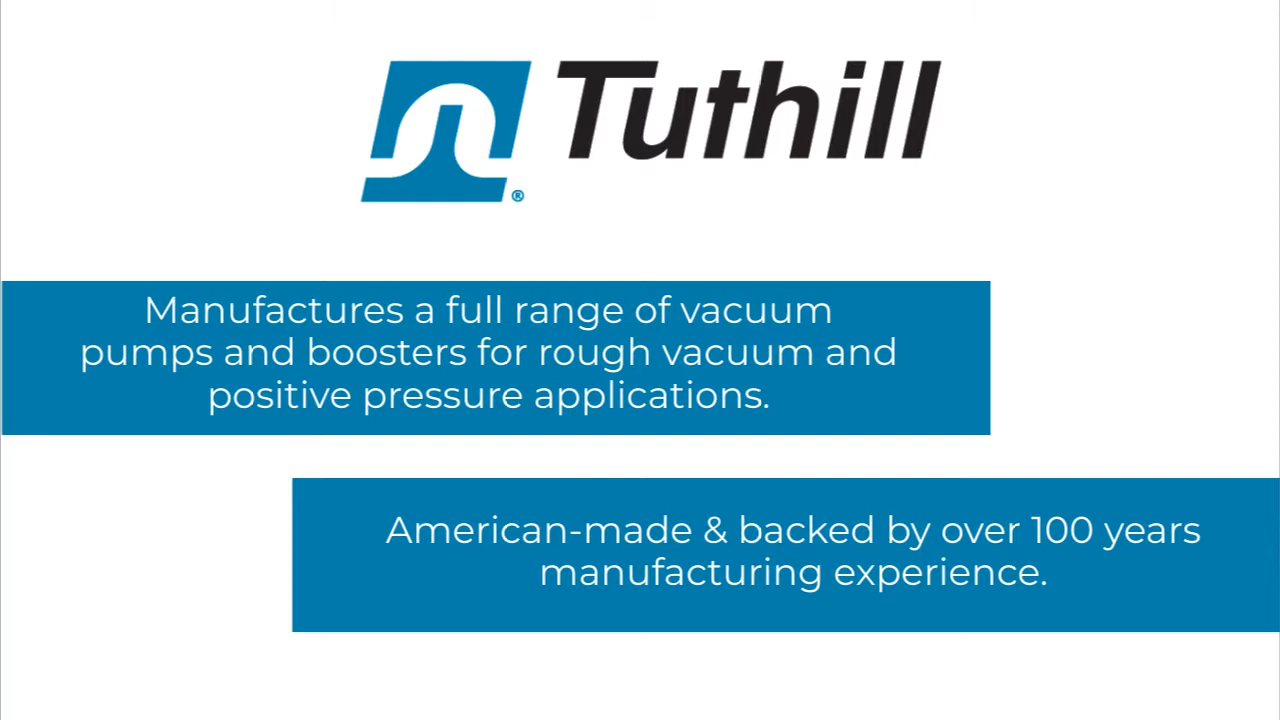 Tuthill
®
Manufactures a full range of vacuum
pumps and boosters for rough vacuum and
positive pressure applications.
American-made & backed by over 100 years
manufacturing experience.